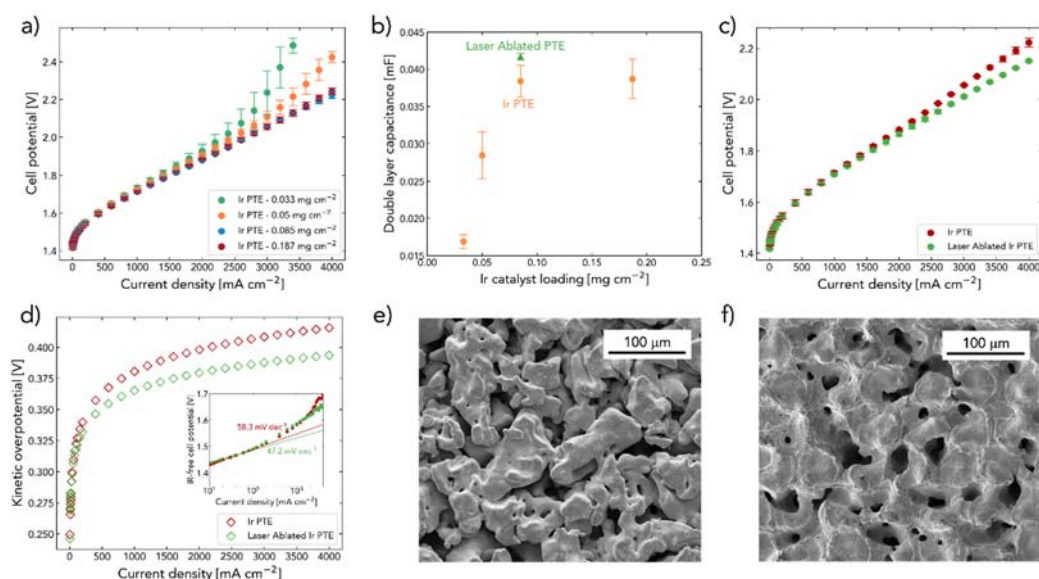 a)
Cell potential [V]
2.4
2.2
2.0
1.8
1.6
1.4
Ir PTE - 0.033 mg cm⁻²
Ir PTE - 0.05 mg cm⁻²
Ir PTE - 0.085 mg cm⁻²
Ir PTE - 0.187 mg cm⁻²
0 500 1000 1500 2000 2500 3000 3500 4000
Current density [mA cm⁻²]
b)
Double layer capacitance [mF]
0.045
0.040
0.035
0.030
0.025
0.020
0.015
Laser Ablated PTE
Ir PTE
0.00 0.05 0.10 0.15 0.20 0.25
Ir catalyst loading [mg cm⁻²]
c)
Cell potential [V]
2.2
2.0
1.8
1.6
1.4
Ir PTE
Laser Ablated Ir PTE
0 500 1000 1500 2000 2500 3000 3500 4000
Current density [mA cm⁻²]
d)
Kinetic overpotential [V]
0.400
0.375
0.350
0.325
0.300
0.275
0.250
iR-free cell potential [V]
1.7
1.6
1.5
1.4
58.3 mV dec⁻¹
47.2 mV dec⁻¹
Current density [mA cm⁻²]
Ir PTE
Laser Ablated Ir PTE
0 500 1000 1500 2000 2500 3000 3500 4000
Current density [mA cm⁻²]
e)
100 µm
f)
100 µm